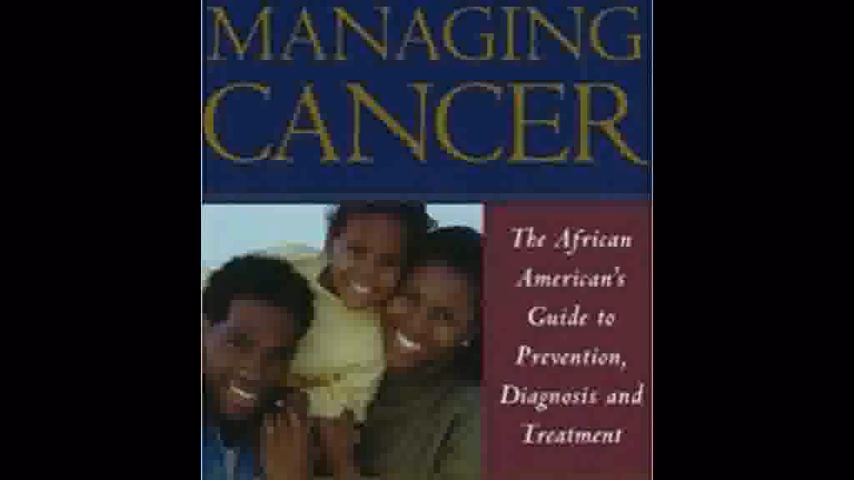 MANAGING
CANCER
The African
American's
Guide to
Prevention,
Diagnosis and
Treatment